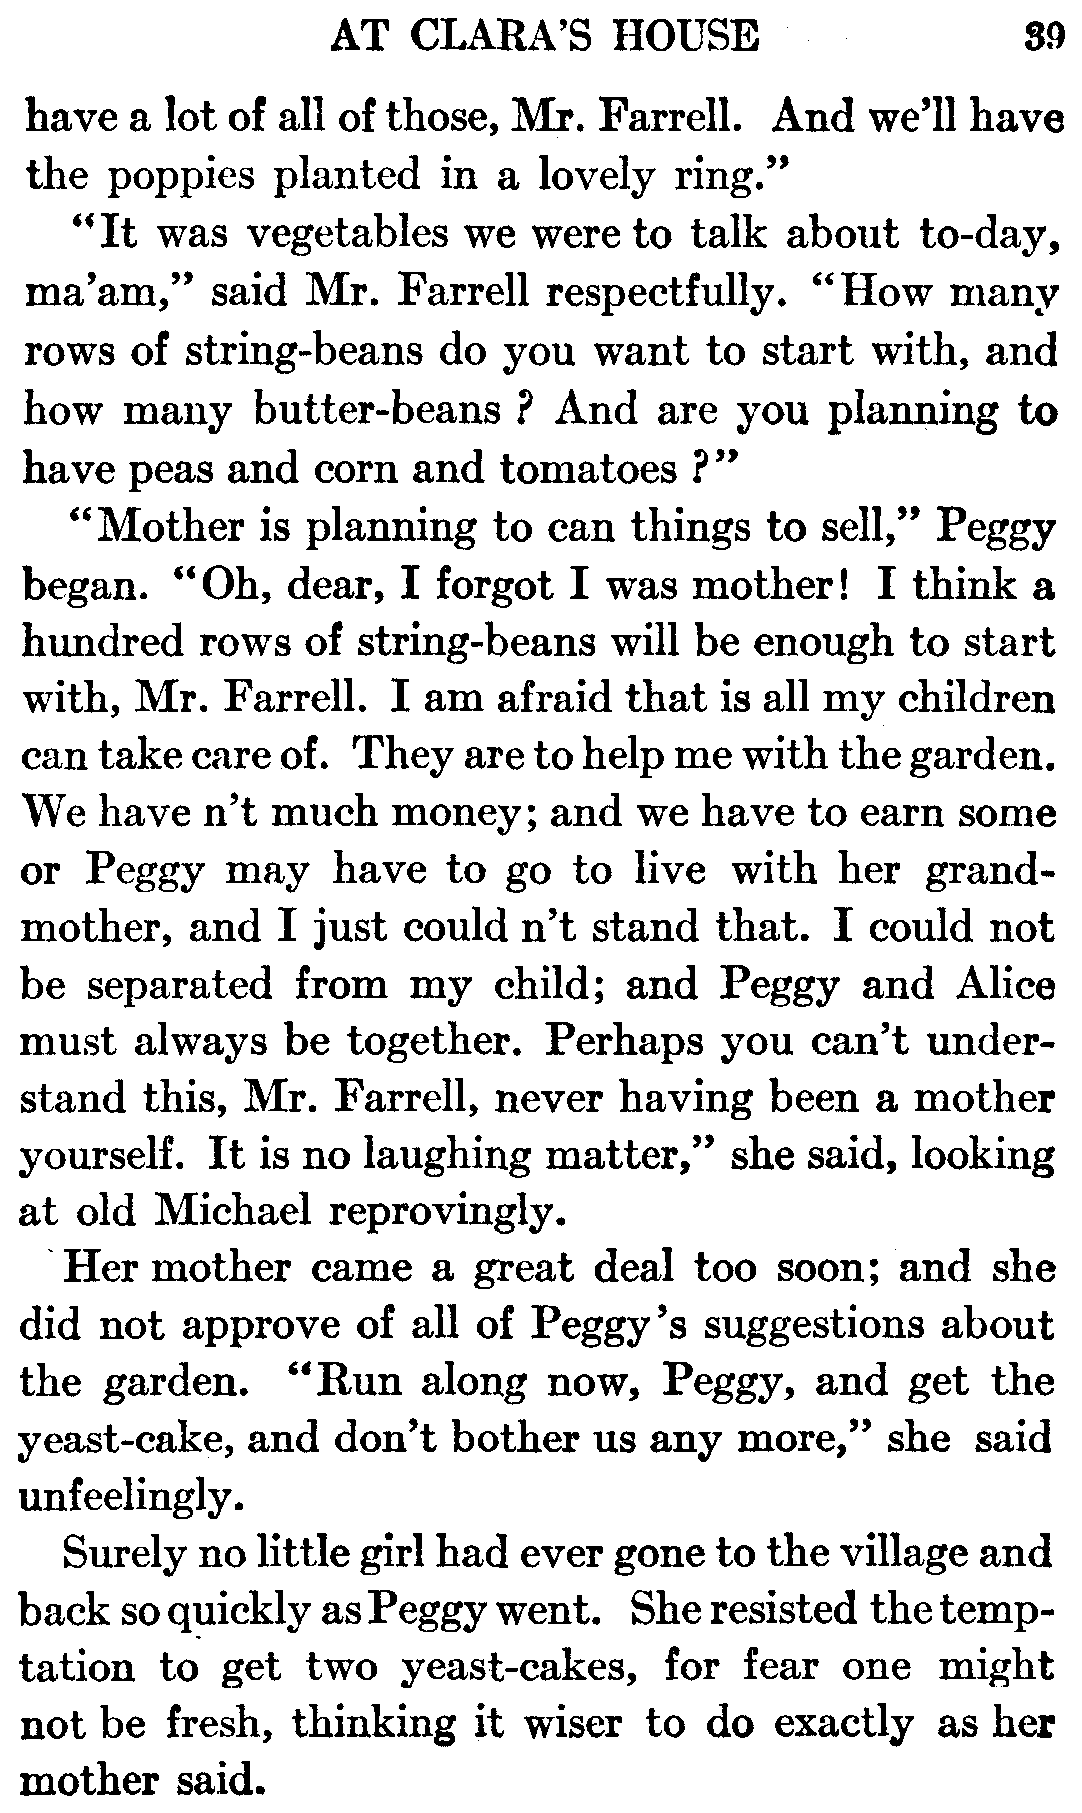 AT CLARA'S HOUSE 39
have a lot of all of those, Mr. Farrell. And we'll have
the poppies planted in a lovely ring."
"It was vegetables we were to talk about to-day,
ma'am," said Mr. Farrell respectfully. "How many
rows of string-beans do you want to start with, and
how many butter-beans ? And are you planning to
have peas and corn and tomatoes ?"
"Mother is planning to can things to sell," Peggy
began. "Oh, dear, I forgot I was mother! I think a
hundred rows of string-beans will be enough to start
with, Mr. Farrell. I am afraid that is all my children
can take care of. They are to help me with the garden.
We have n't much money; and we have to earn some
or Peggy may have to go to live with her grand-
mother, and I just could n't stand that. I could not
be separated from my child; and Peggy and Alice
must always be together. Perhaps you can't under-
stand this, Mr. Farrell, never having been a mother
yourself. It is no laughing matter," she said, looking
at old Michael reprovingly.
Her mother came a great deal too soon; and she
did not approve of all of Peggy's suggestions about
the garden. "Run along now, Peggy, and get the
yeast-cake, and don't bother us any more," she said
unfeelingly.
Surely no little girl had ever gone to the village and
back so quickly as Peggy went. She resisted the temp-
tation to get two yeast-cakes, for fear one might
not be fresh, thinking it wiser to do exactly as her
mother said.